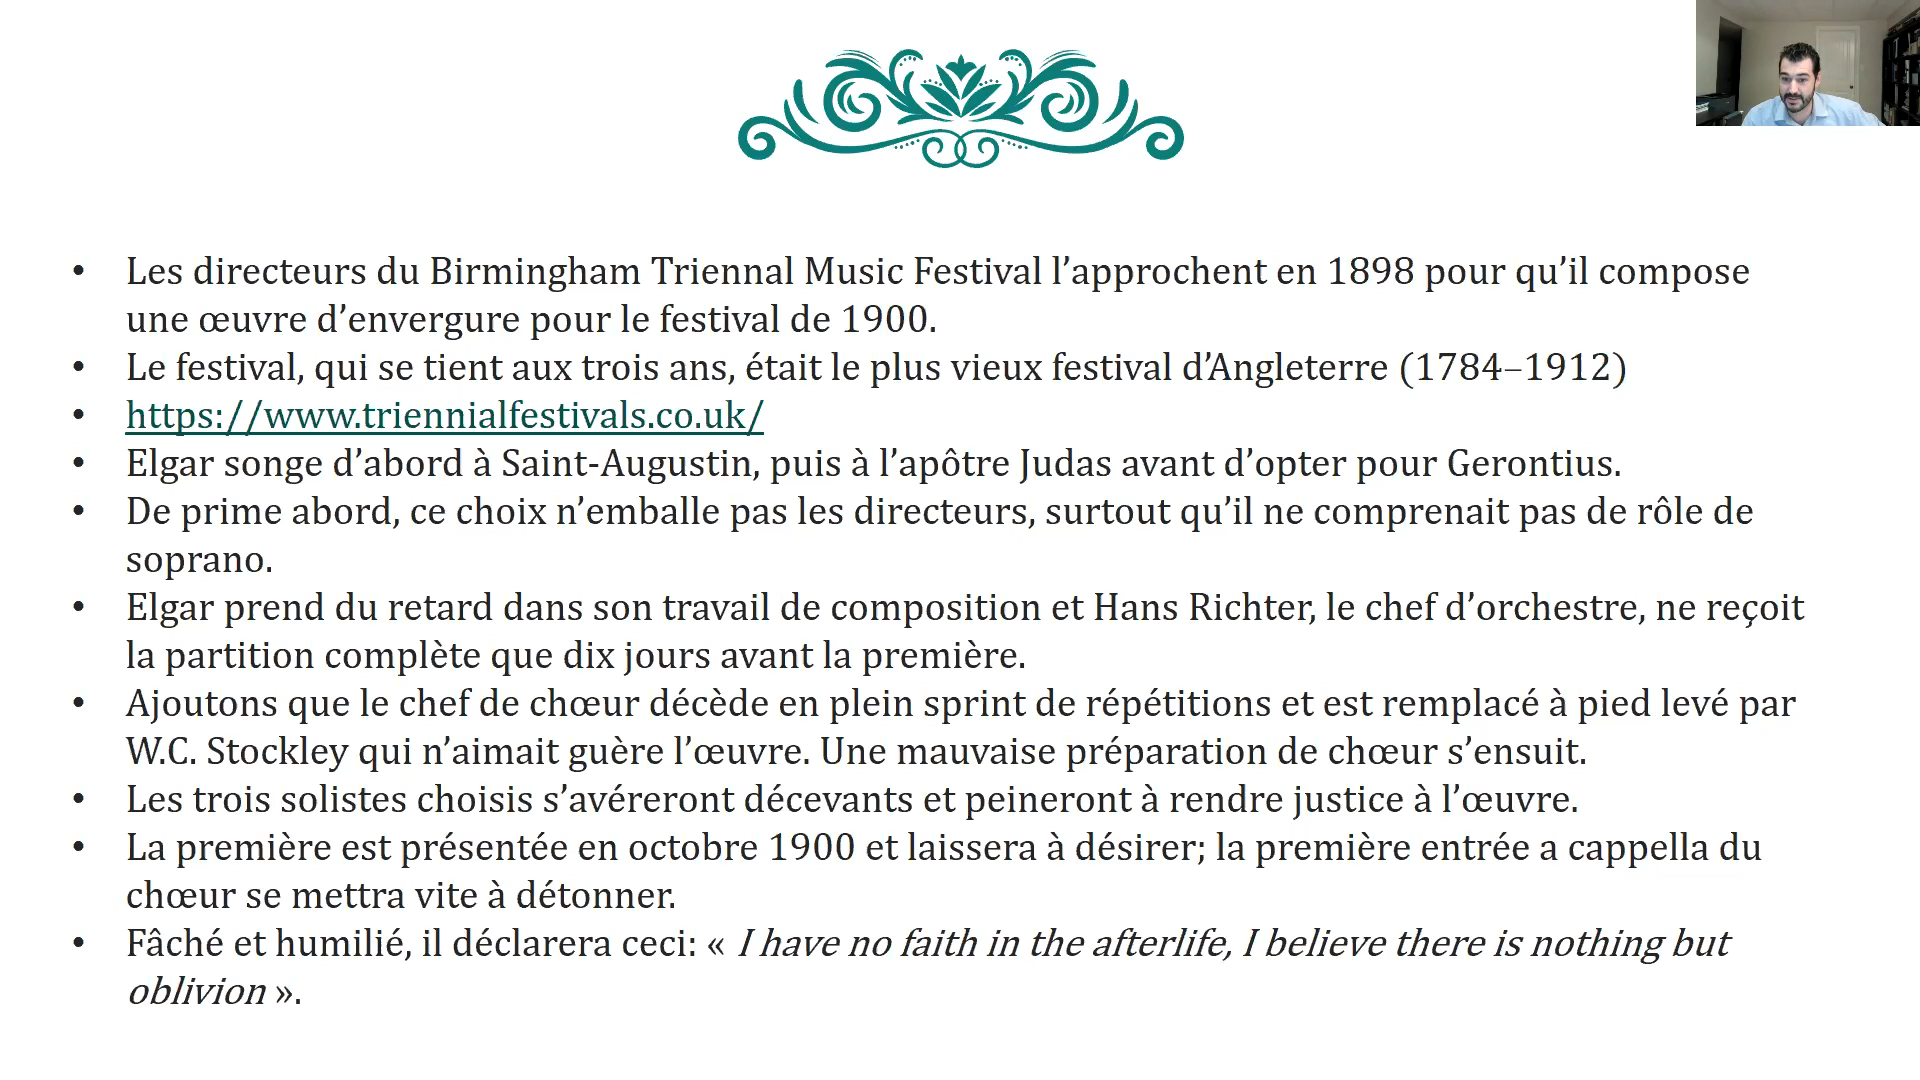 • Les directeurs du Birmingham Triennal Music Festival l’approchent en 1898 pour qu’il compose
une œuvre d’envergure pour le festival de 1900.
• Le festival, qui se tient aux trois ans, était le plus vieux festival d’Angleterre (1784–1912)
• https://www.triennialfestivals.co.uk/
• Elgar songe d’abord à Saint-Augustin, puis à l’apôtre Judas avant d’opter pour Gerontius.
• De prime abord, ce choix n’emballe pas les directeurs, surtout qu’il ne comprenait pas de rôle de
soprano.
• Elgar prend du retard dans son travail de composition et Hans Richter, le chef d’orchestre, ne reçoit
la partition complète que dix jours avant la première.
• Ajoutons que le chef de chœur décède en plein sprint de répétitions et est remplacé à pied levé par
W.C. Stockley qui n’aimait guère l’œuvre. Une mauvaise préparation de chœur s’ensuit.
• Les trois solistes choisis s’avéreront décevants et peineront à rendre justice à l’œuvre.
• La première est présentée en octobre 1900 et laissera à désirer; la première entrée a cappella du
chœur se mettra vite à détonner.
• Fâché et humilié, il déclarera ceci: « I have no faith in the afterlife, I believe there is nothing but
oblivion ».